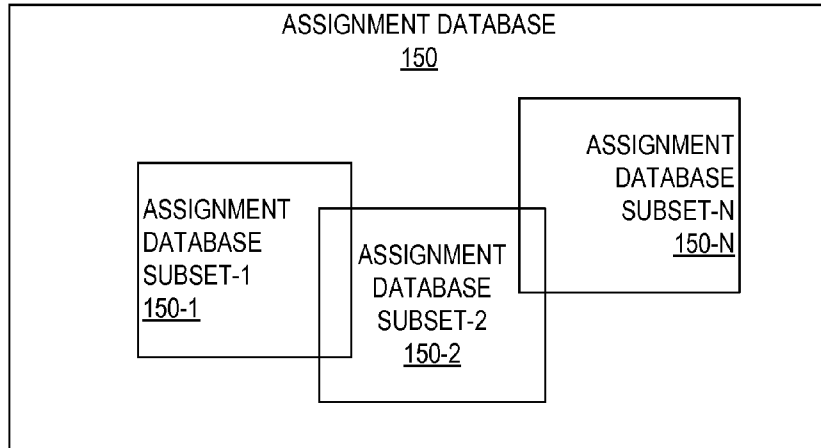 ASSIGNMENT DATABASE
150
ASSIGNMENT
DATABASE
SUBSET-1
150-1
ASSIGNMENT
DATABASE
SUBSET-2
150-2
ASSIGNMENT
DATABASE
SUBSET-N
150-N